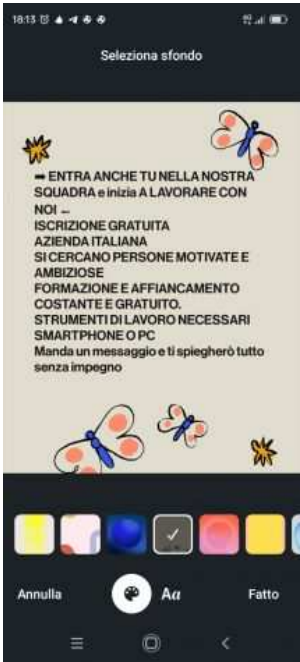 18:13
Seleziona sfondo
➡ ENTRA ANCHE TU NELLA NOSTRA
SQUADRA e inizia A LAVORARE CON
NOI ←
ISCRIZIONE GRATUITA
AZIENDA ITALIANA
SI CERCANO PERSONE MOTIVATE E
AMBIZIOSE
FORMAZIONE E AFFIANCAMENTO
COSTANTE E GRATUITO.
STRUMENTI DI LAVORO NECESSARI
SMARTPHONE O PC
Manda un messaggio e ti spiegherò tutto
senza impegno
Annulla Aa Fatto